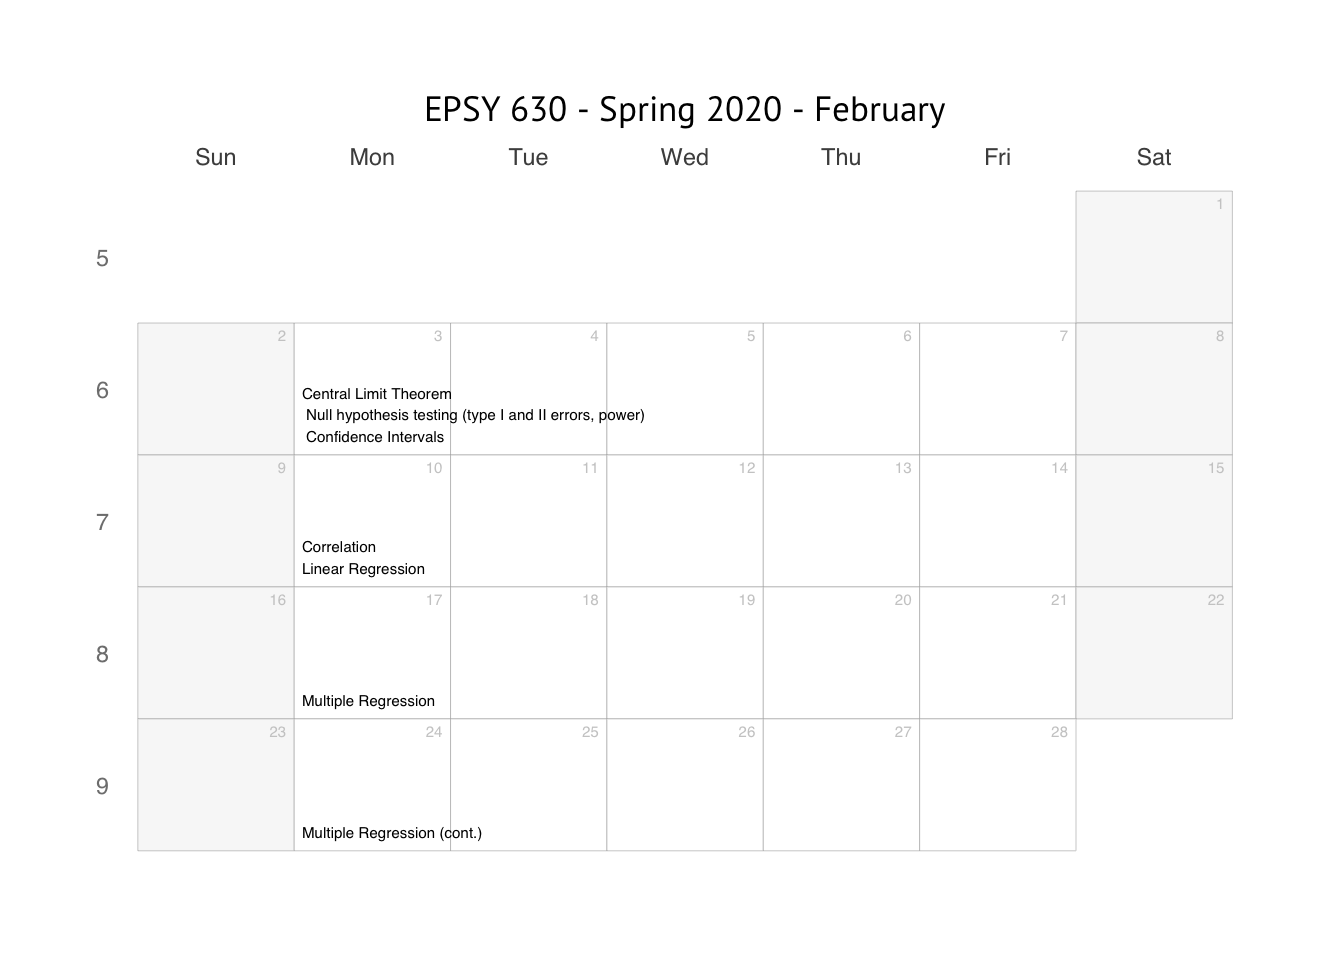 EPSY 630 - Spring 2020 - February
Sun Mon Tue Wed Thu Fri Sat
1
5
2 3 4 5 6 7 8
6
Central Limit Theorem
Null hypothesis testing (type I and II errors, power)
Confidence Intervals
9 10 11 12 13 14 15
7
Correlation
Linear Regression
16 17 18 19 20 21 22
8
Multiple Regression
23 24 25 26 27 28
9
Multiple Regression (cont.)